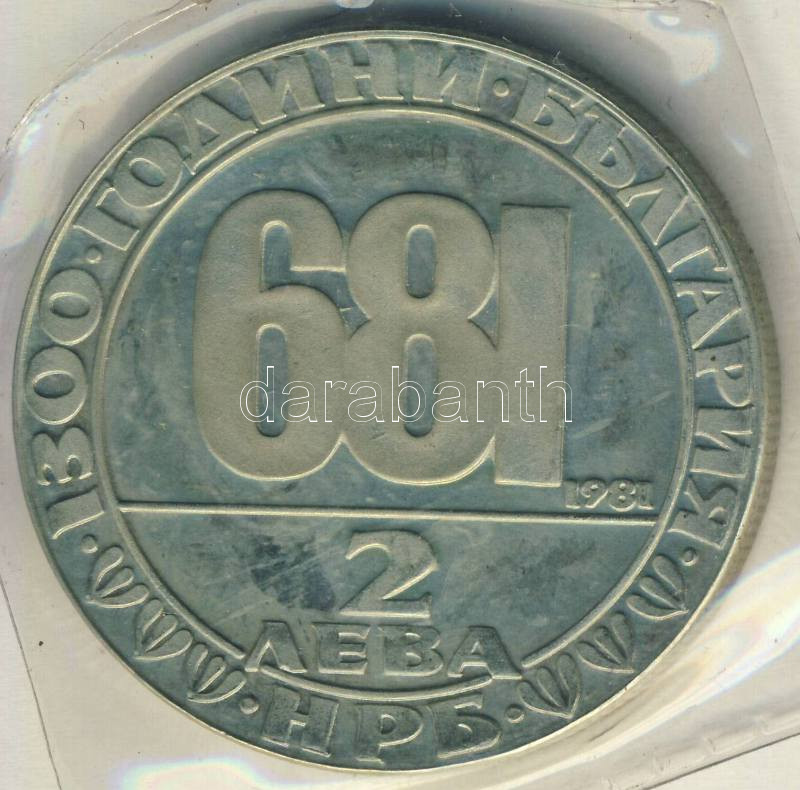 1300·ГОДИНИ·БЪЛГАРИЯ·
681
1981
2
ЛЕВА
·НРБ·
darabanth